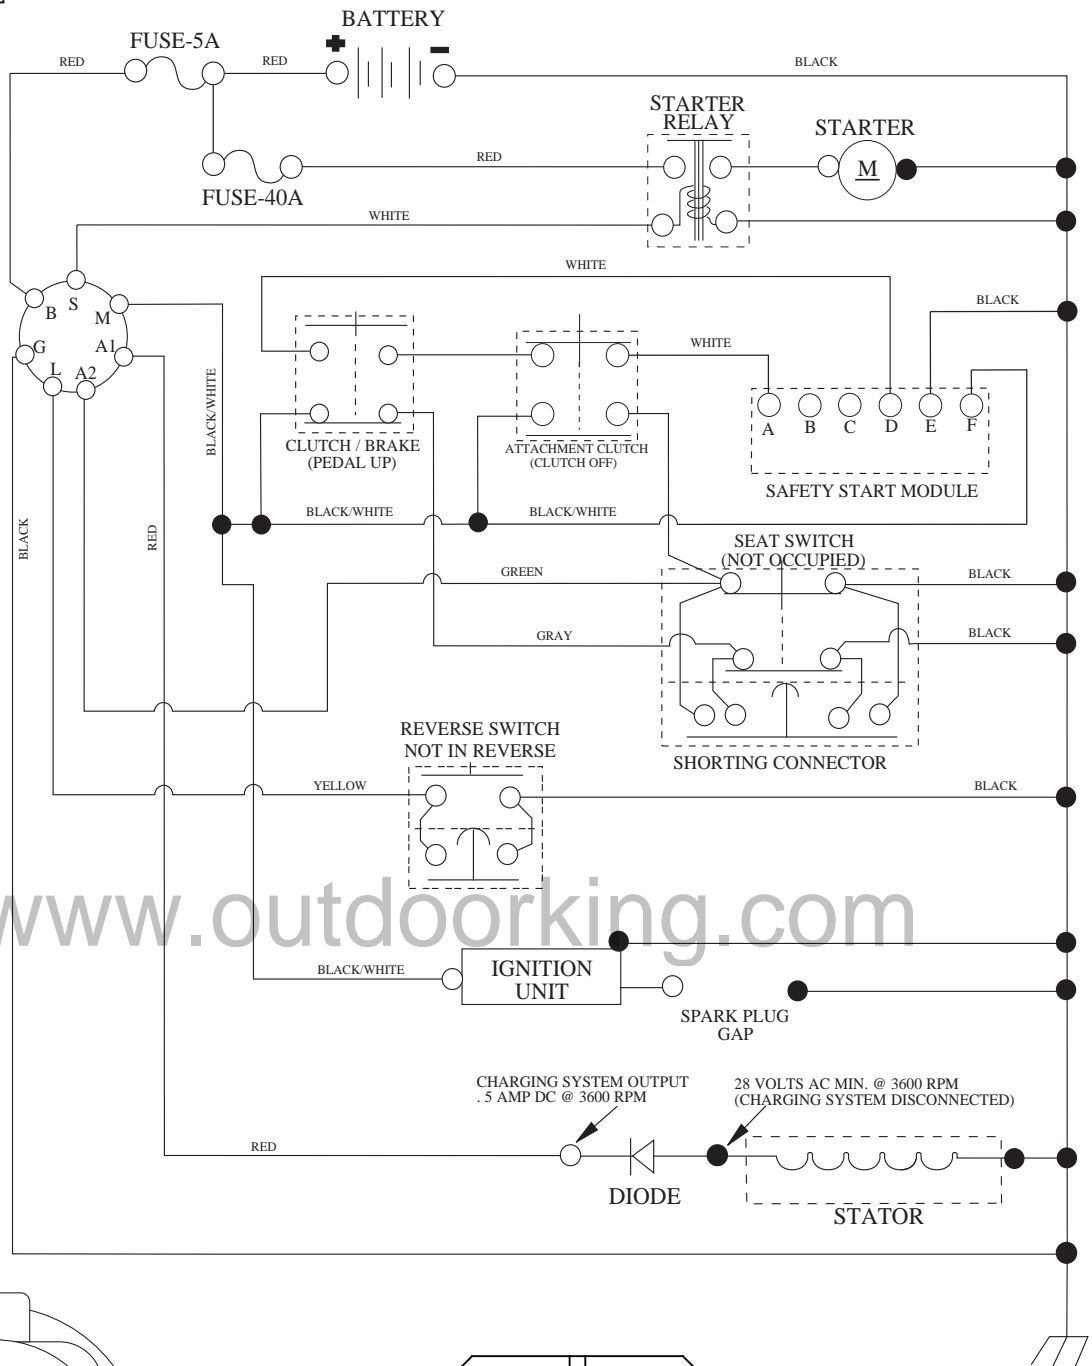 BATTERY
FUSE-5A
RED
RED
BLACK
STARTER
RELAY
STARTER
M
RED
FUSE-40A
WHITE
WHITE
BLACK
B
S
M
G
A1
L
A2
WHITE
BLACK/WHITE
A
B
C
D
E
F
CLUTCH / BRAKE
(PEDAL UP)
ATTACHMENT CLUTCH
(CLUTCH OFF)
SAFETY START MODULE
BLACK
RED
BLACK/WHITE
BLACK/WHITE
SEAT SWITCH
(NOT OCCUPIED)
GREEN
BLACK
GRAY
BLACK
REVERSE SWITCH
NOT IN REVERSE
SHORTING CONNECTOR
YELLOW
BLACK
www.outdoorking.com
BLACK/WHITE
IGNITION
UNIT
SPARK PLUG
GAP
CHARGING SYSTEM OUTPUT
. 5 AMP DC @ 3600 RPM
28 VOLTS AC MIN. @ 3600 RPM
(CHARGING SYSTEM DISCONNECTED)
RED
DIODE
STATOR